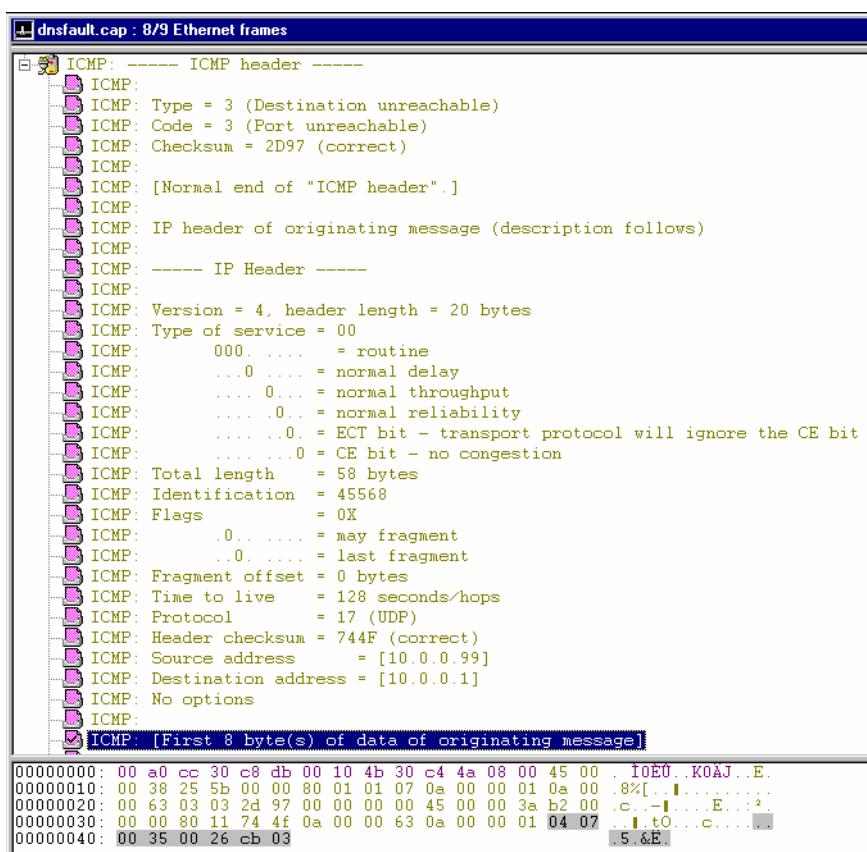 dnsfault.cap : 8/9 Ethernet frames
ICMP: ----- ICMP header -----
ICMP:
ICMP: Type = 3 (Destination unreachable)
ICMP: Code = 3 (Port unreachable)
ICMP: Checksum = 2D97 (correct)
ICMP:
ICMP: [Normal end of "ICMP header".]
ICMP:
ICMP: IP header of originating message (description follows)
ICMP:
ICMP: ----- IP Header -----
ICMP:
ICMP: Version = 4, header length = 20 bytes
ICMP: Type of service = 00
ICMP: 000. .... = routine
ICMP: ...0 .... = normal delay
ICMP: .... 0... = normal throughput
ICMP: .... .0.. = normal reliability
ICMP: .... ..0. = ECT bit - transport protocol will ignore the CE bit
ICMP: .... ...0 = CE bit - no congestion
ICMP: Total length = 58 bytes
ICMP: Identification = 45568
ICMP: Flags = 0X
ICMP: .0.. .... = may fragment
ICMP: ..0. .... = last fragment
ICMP: Fragment offset = 0 bytes
ICMP: Time to live = 128 seconds/hops
ICMP: Protocol = 17 (UDP)
ICMP: Header checksum = 744F (correct)
ICMP: Source address = [10.0.0.99]
ICMP: Destination address = [10.0.0.1]
ICMP: No options
ICMP:
ICMP: [First 8 byte(s) of data of originating message]
00000000: 00 a0 cc 30 c8 db 00 10 4b 30 c4 4a 08 00 45 00 . Ì0ÈÛ..K0ÄJ..E.
00000010: 00 38 25 5b 00 00 80 01 01 07 0a 00 00 01 0a 00 .8%[..▮.........
00000020: 00 63 03 03 2d 97 00 00 00 00 45 00 00 3a b2 00 .c..-▮....E..:².
00000030: 00 00 80 11 74 4f 0a 00 00 63 0a 00 00 01 04 07 ..▮.tO...c......
00000040: 00 35 00 26 cb 03 .5.&Ë.